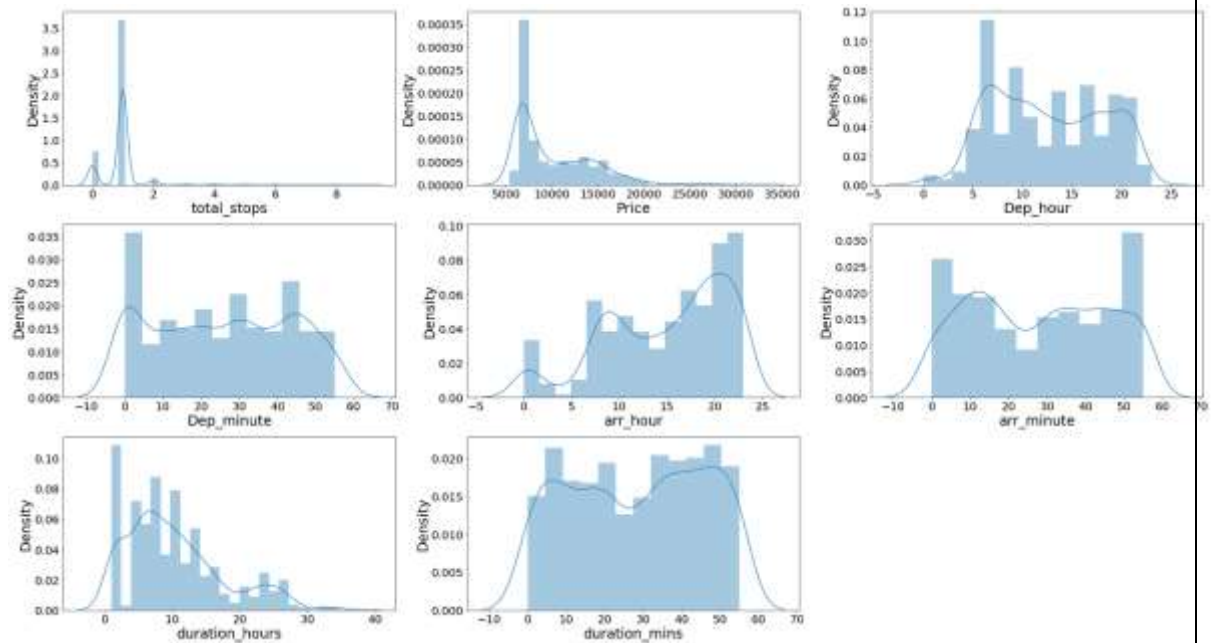 Density
3.5
3.0
2.5
2.0
1.5
1.0
0.5
0.0
0 2 4 6 8
total_stops
Density
0.00035
0.00030
0.00025
0.00020
0.00015
0.00010
0.00005
0.00000
5000 10000 15000 20000 25000 30000 35000
Price
Density
0.12
0.10
0.08
0.06
0.04
0.02
0.00
−5 0 5 10 15 20 25
Dep_hour
Density
0.035
0.030
0.025
0.020
0.015
0.010
0.005
0.000
−10 0 10 20 30 40 50 60 70
Dep_minute
Density
0.10
0.08
0.06
0.04
0.02
0.00
−5 0 5 10 15 20 25
arr_hour
Density
0.030
0.025
0.020
0.015
0.010
0.005
0.000
−10 0 10 20 30 40 50 60 70
arr_minute
Density
0.10
0.08
0.06
0.04
0.02
0.00
0 10 20 30 40
duration_hours
Density
0.020
0.015
0.010
0.005
0.000
−10 0 10 20 30 40 50 60 70
duration_mins